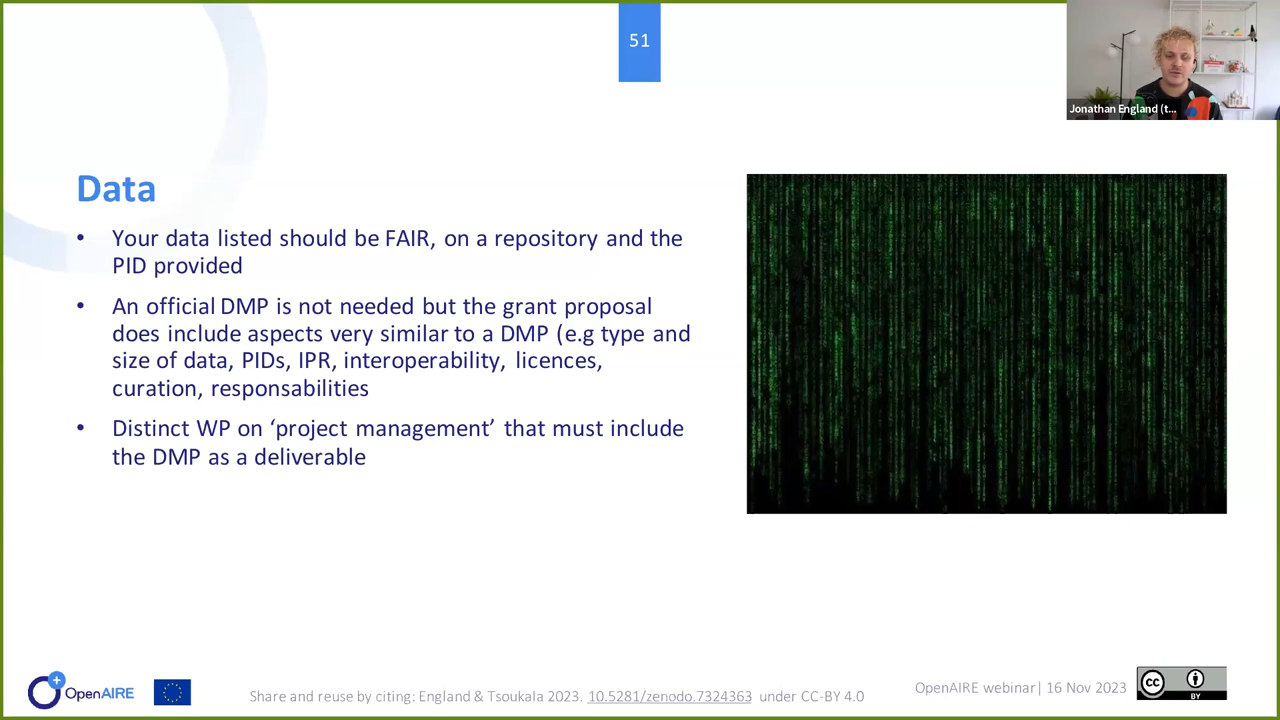 51
Jonathan England (t...
Data
• Your data listed should be FAIR, on a repository and the
PID provided
• An official DMP is not needed but the grant proposal
does include aspects very similar to a DMP (e.g type and
size of data, PIDs, IPR, interoperability, licences,
curation, responsabilities
• Distinct WP on ‘project management’ that must include
the DMP as a deliverable
OpenAIRE
Share and reuse by citing: England & Tsoukala 2023. 10.5281/zenodo.7324363 under CC-BY 4.0
OpenAIRE webinar| 16 Nov 2023
cc
BY